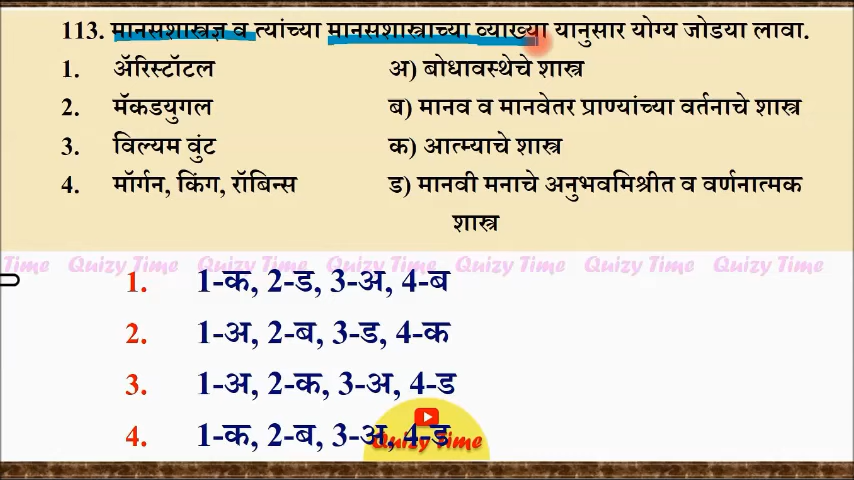 113. मानसशास्त्रज्ञ व त्यांच्या मानसशास्त्राच्या व्याख्या यानुसार योग्य जोडया लावा.
1. ॲरिस्टॉटल अ) बोधावस्थेचे शास्त्र
2. मॅकडयुगल ब) मानव व मानवेतर प्राण्यांच्या वर्तनाचे शास्त्र
3. विल्यम वुंट क) आत्म्याचे शास्त्र
4. मॉर्गन, किंग, रॉबिन्स ड) मानवी मनाचे अनुभवमिश्रीत व वर्णनात्मक
शास्त्र
Time Quizy Time Quizy Time Quizy Time Quizy Time Quizy Time Quizy Time
1. 1-क, 2-ड, 3-अ, 4-ब
2. 1-अ, 2-ब, 3-ड, 4-क
3. 1-अ, 2-क, 3-अ, 4-ड
4. 1-क, 2-ब, 3-अ, 4-ड
Quizy Time